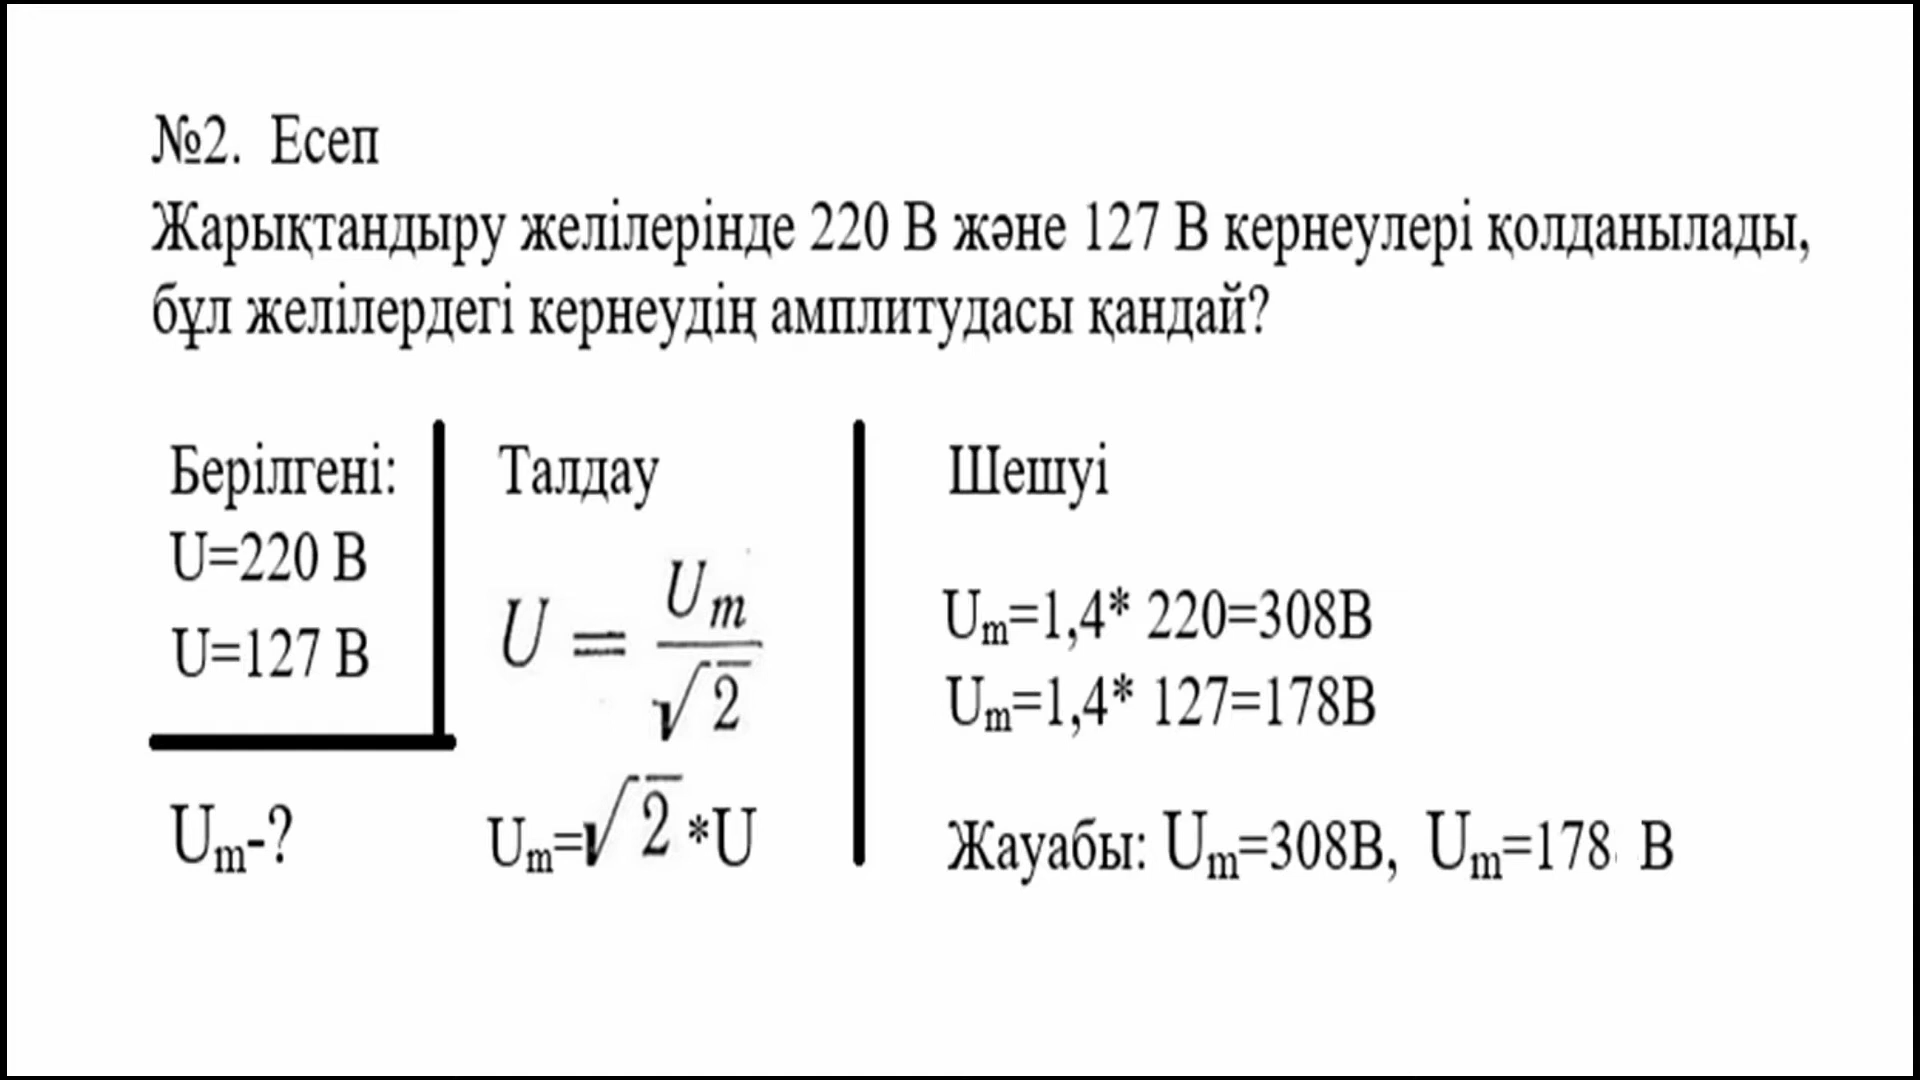 №2. Есеп
Жарықтандыру желілерінде 220 В және 127 В кернеулері қолданылады,
бұл желілердегі кернеудің амплитудасы қандай?
Берілгені:
U=220 В
U=127 В
Um-?
Талдау
U = Um/√2
Um=√2*U
Шешуі
Um=1,4* 220=308В
Um=1,4* 127=178В
Жауабы: Um=308В, Um=178 В